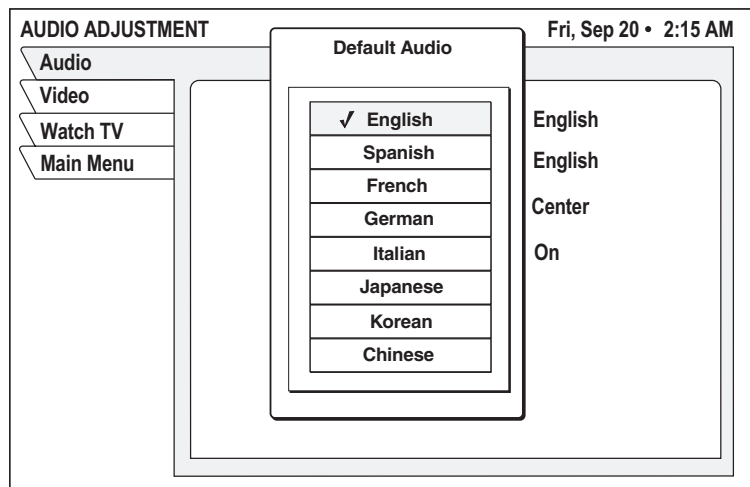 AUDIO ADJUSTMENT
Fri, Sep 20 • 2:15 AM
Audio
Video
Watch TV
Main Menu
Default Audio
✓ English
Spanish
French
German
Italian
Japanese
Korean
Chinese
English
English
Center
On